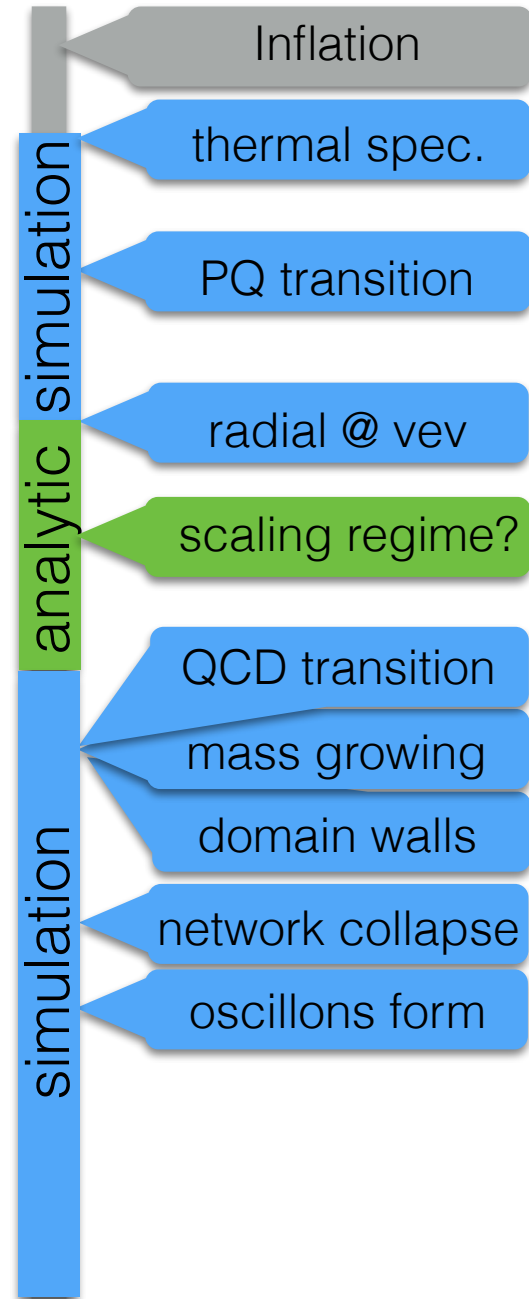 Inflation
thermal spec.
simulation
PQ transition
radial @ vev
analytic
scaling regime?
QCD transition
mass growing
domain walls
simulation
network collapse
oscillons form